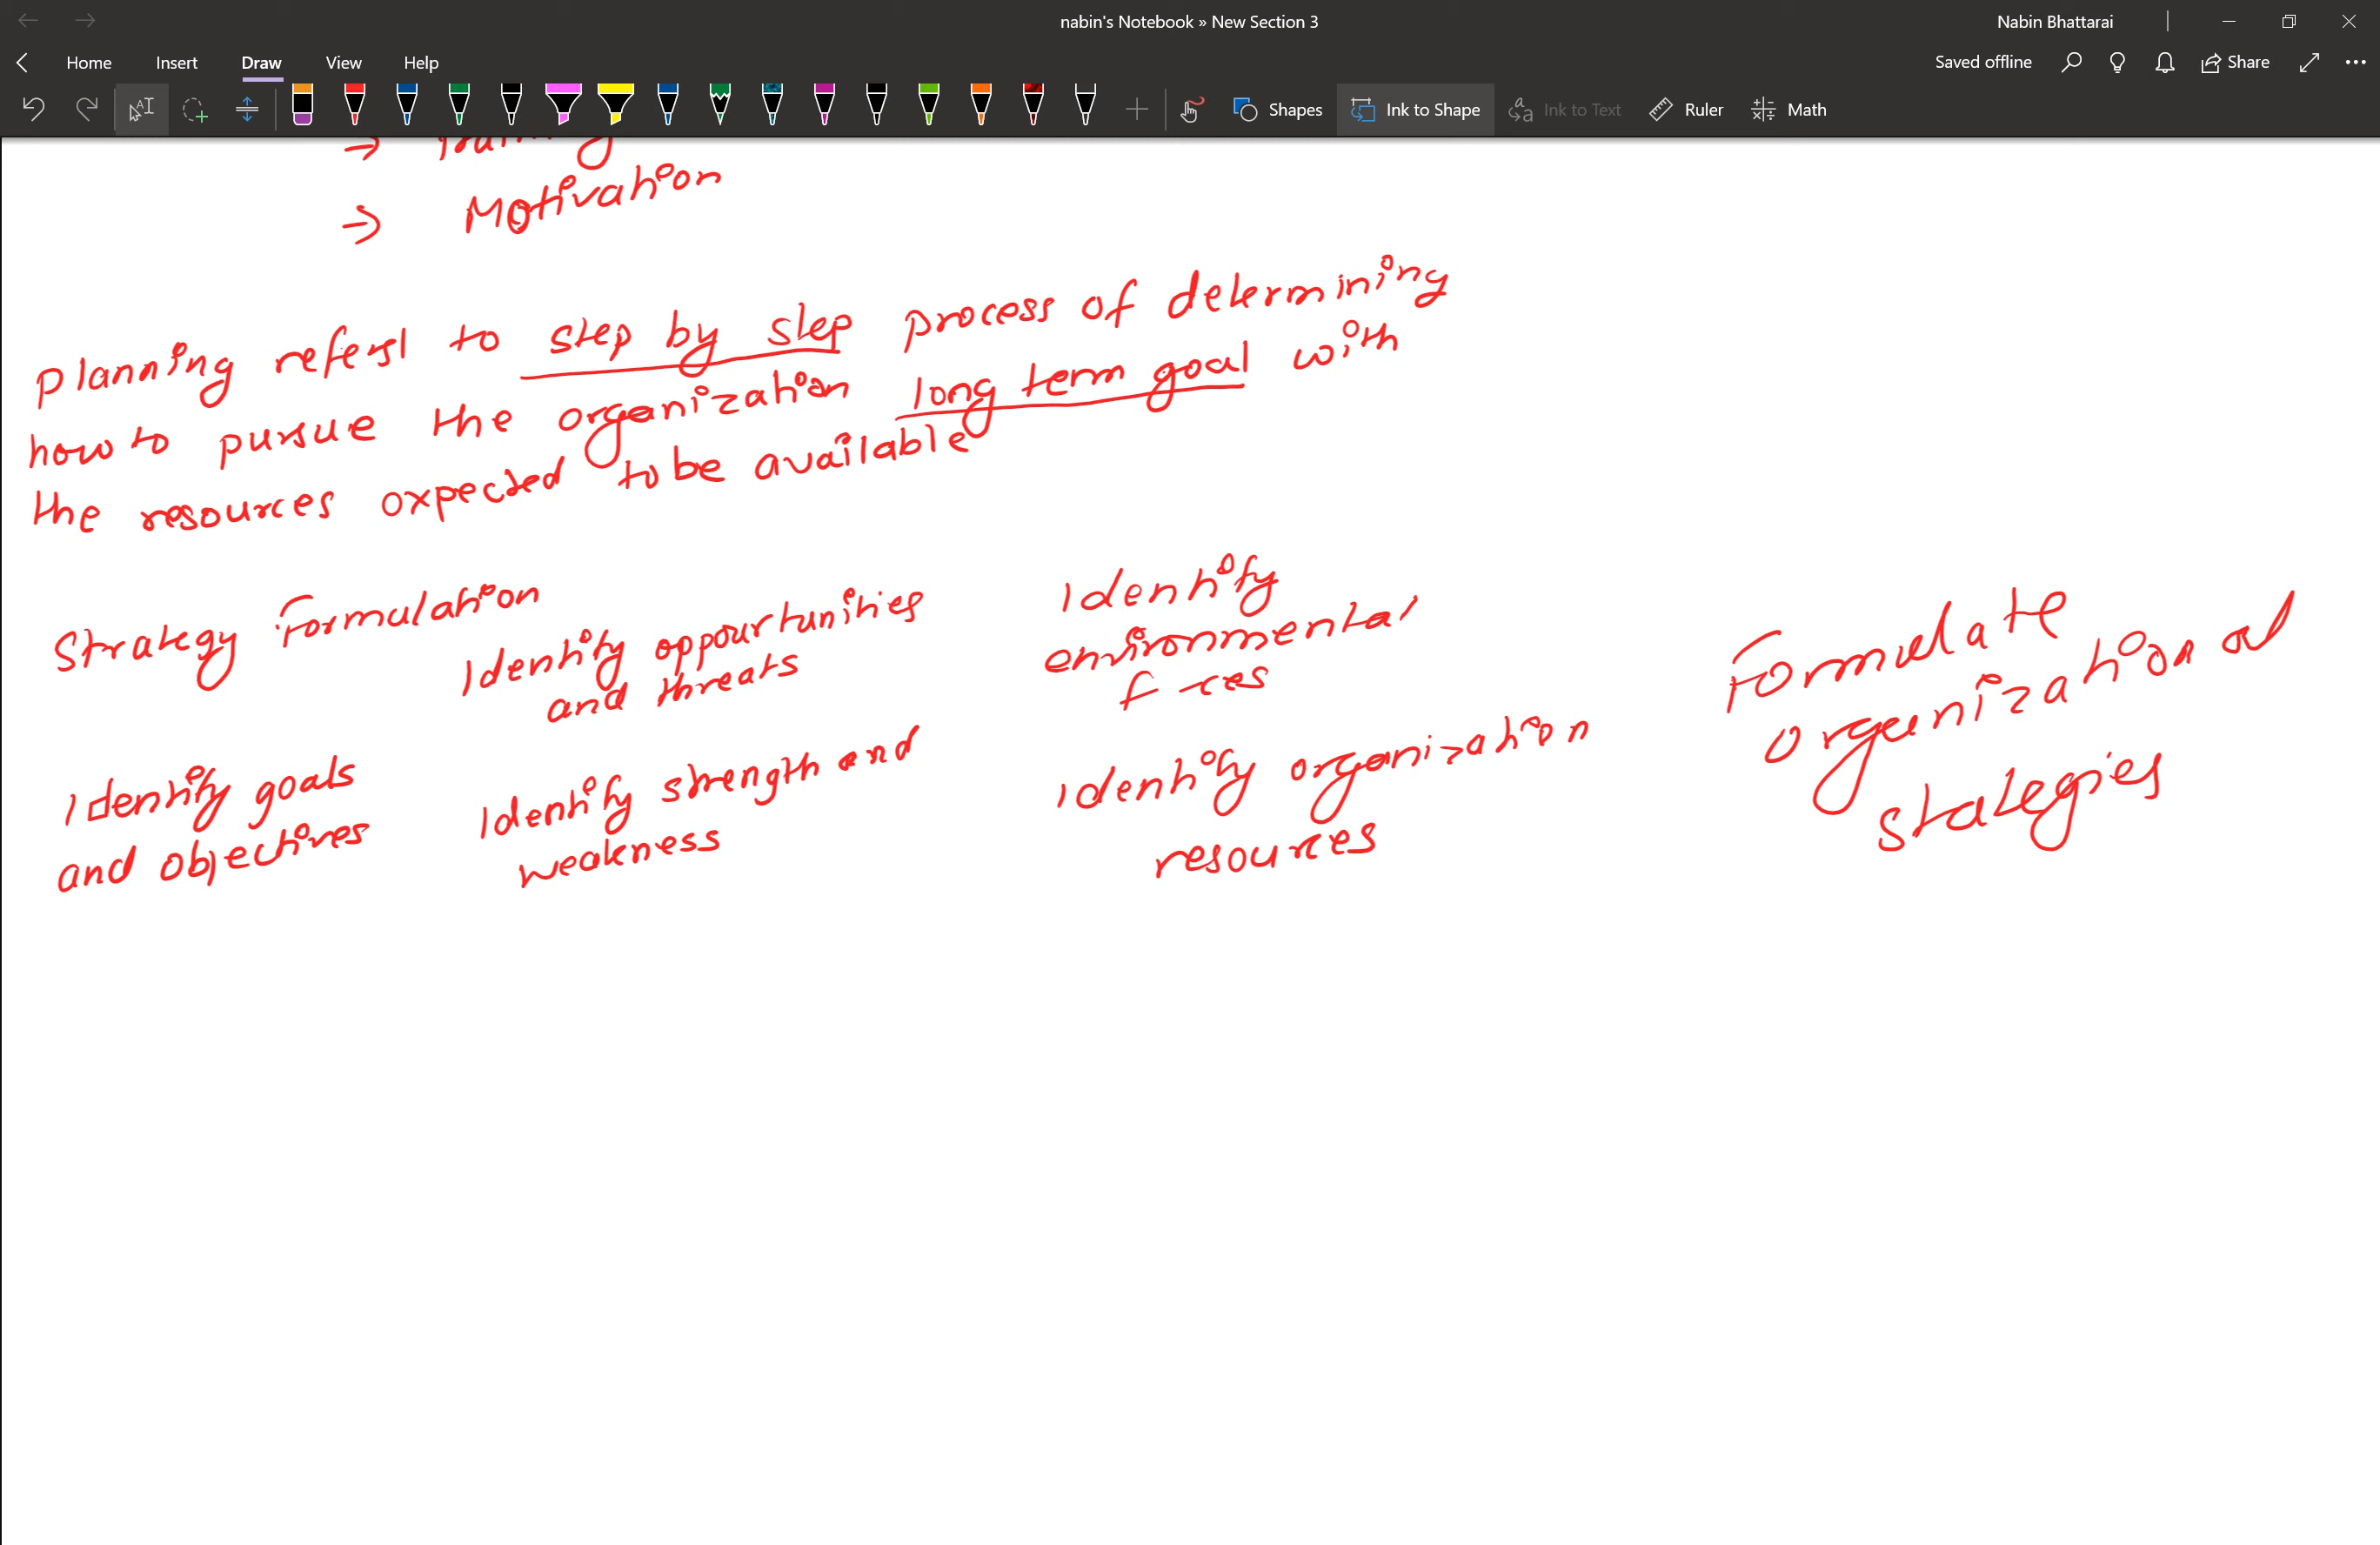 nabin's Notebook » New Section 3
Nabin Bhattarai
Home Insert Draw View Help
Saved offline
Share
Shapes
Ink to Shape
Ink to Text
Ruler
Math
→
→ Motivation
planning refers to step by step process of determining
how to pursue the organization long term goal with
the resources expected to be available
Strategy Formulation
Identify goals
and objectives
Identify oppourtunities
and threats
Identify strength and
weakness
Identify
environmental
Identify organization
resources
Formulate
organizational
stategies